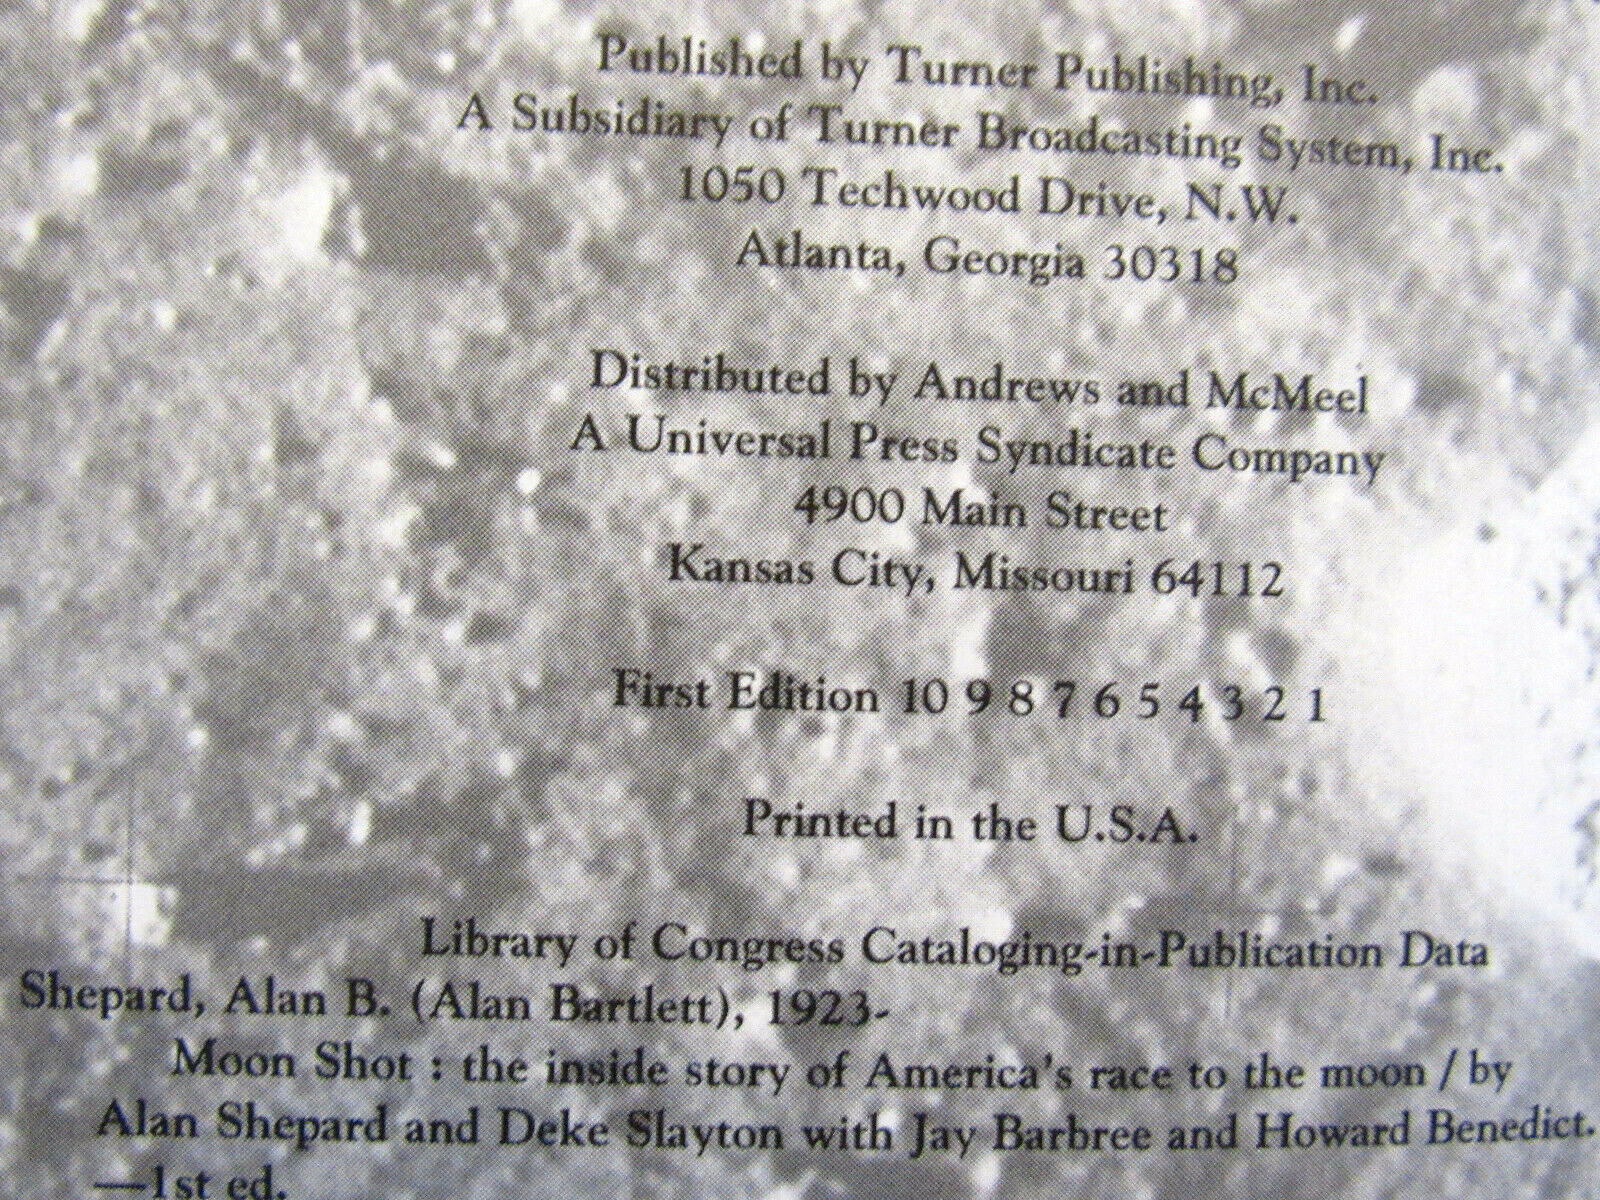 Published by Turner Publishing, Inc.
A Subsidiary of Turner Broadcasting System, Inc.
1050 Techwood Drive, N.W.
Atlanta, Georgia 30318
Distributed by Andrews and McMeel
A Universal Press Syndicate Company
4900 Main Street
Kansas City, Missouri 64112
First Edition 10 9 8 7 6 5 4 3 2 1
Printed in the U.S.A.
Library of Congress Cataloging-in-Publication Data
Shepard, Alan B. (Alan Bartlett), 1923-
Moon Shot : the inside story of America's race to the moon / by
Alan Shepard and Deke Slayton with Jay Barbree and Howard Benedict.
—1st ed.